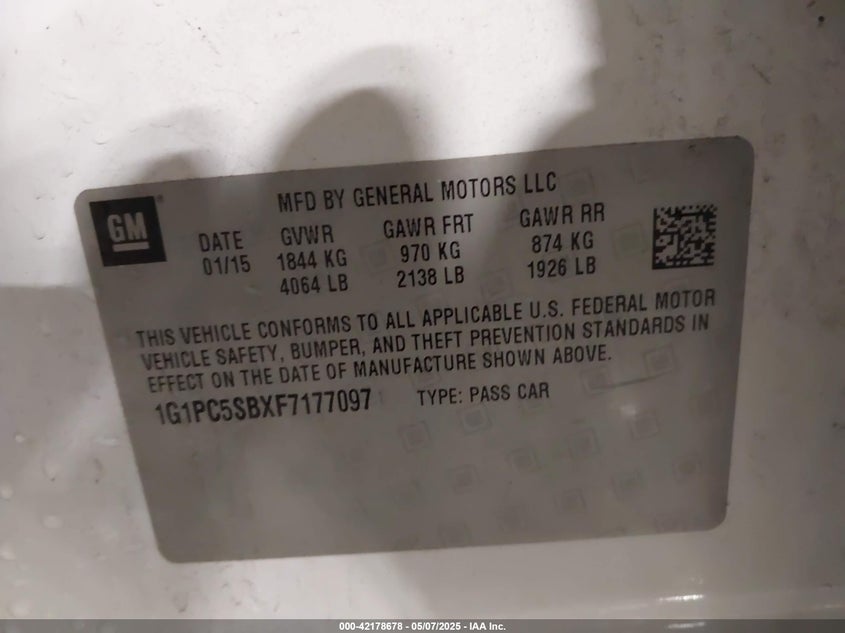 MFD BY GENERAL MOTORS LLC
GM®
DATE GVWR GAWR FRT GAWR RR
01/15 1844 KG 970 KG 874 KG
4064 LB 2138 LB 1926 LB
THIS VEHICLE CONFORMS TO ALL APPLICABLE U.S. FEDERAL MOTOR
VEHICLE SAFETY, BUMPER, AND THEFT PREVENTION STANDARDS IN
EFFECT ON THE DATE OF MANUFACTURE SHOWN ABOVE.
1G1PC5SBXF7177097 TYPE: PASS CAR
000-42178678 - 05/07/2025 - IAA Inc.